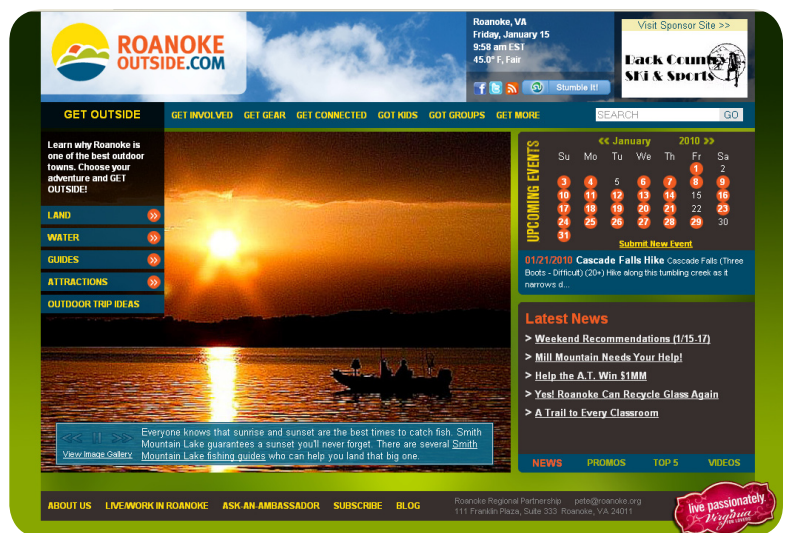 ROANOKE
OUTSIDE.COM
Roanoke, VA
Friday, January 15
9:58 am EST
45.0° F, Fair
Stumble It!
Visit Sponsor Site >>
Back Country
Ski & Sports
GET OUTSIDE
GET INVOLVED GET GEAR GET CONNECTED GOT KIDS GOT GROUPS GET MORE
SEARCH GO
Learn why Roanoke is
one of the best outdoor
towns. Choose your
adventure and GET
OUTSIDE!
LAND
WATER
GUIDES
ATTRACTIONS
OUTDOOR TRIP IDEAS
View Image Gallery
Everyone knows that sunrise and sunset are the best times to catch fish. Smith
Mountain Lake guarantees a sunset you'll never forget. There are several Smith
Mountain Lake fishing guides who can help you land that big one.
UPCOMING EVENTS
<< January 2010 >>
Su Mo Tu We Th Fr Sa
1 2
3 4 5 6 7 8 9
10 11 12 13 14 15 16
17 18 19 20 21 22 23
24 25 26 27 28 29 30
31
Submit New Event
01/21/2010 Cascade Falls Hike Cascade Falls (Three
Boots - Difficult) (20+) Hike along this tumbling creek as it
narrows d...
Latest News
> Weekend Recommendations (1/15-17)
> Mill Mountain Needs Your Help!
> Help the A.T. Win $1MM
> Yes! Roanoke Can Recycle Glass Again
> A Trail to Every Classroom
NEWS PROMOS TOP 5 VIDEOS
ABOUT US LIVE/WORK IN ROANOKE ASK-AN-AMBASSADOR SUBSCRIBE BLOG
Roanoke Regional Partnership pete@roanoke.org
111 Franklin Plaza, Suite 333 Roanoke, VA 24011
live passionately.
Virginia
FOR LOVERS